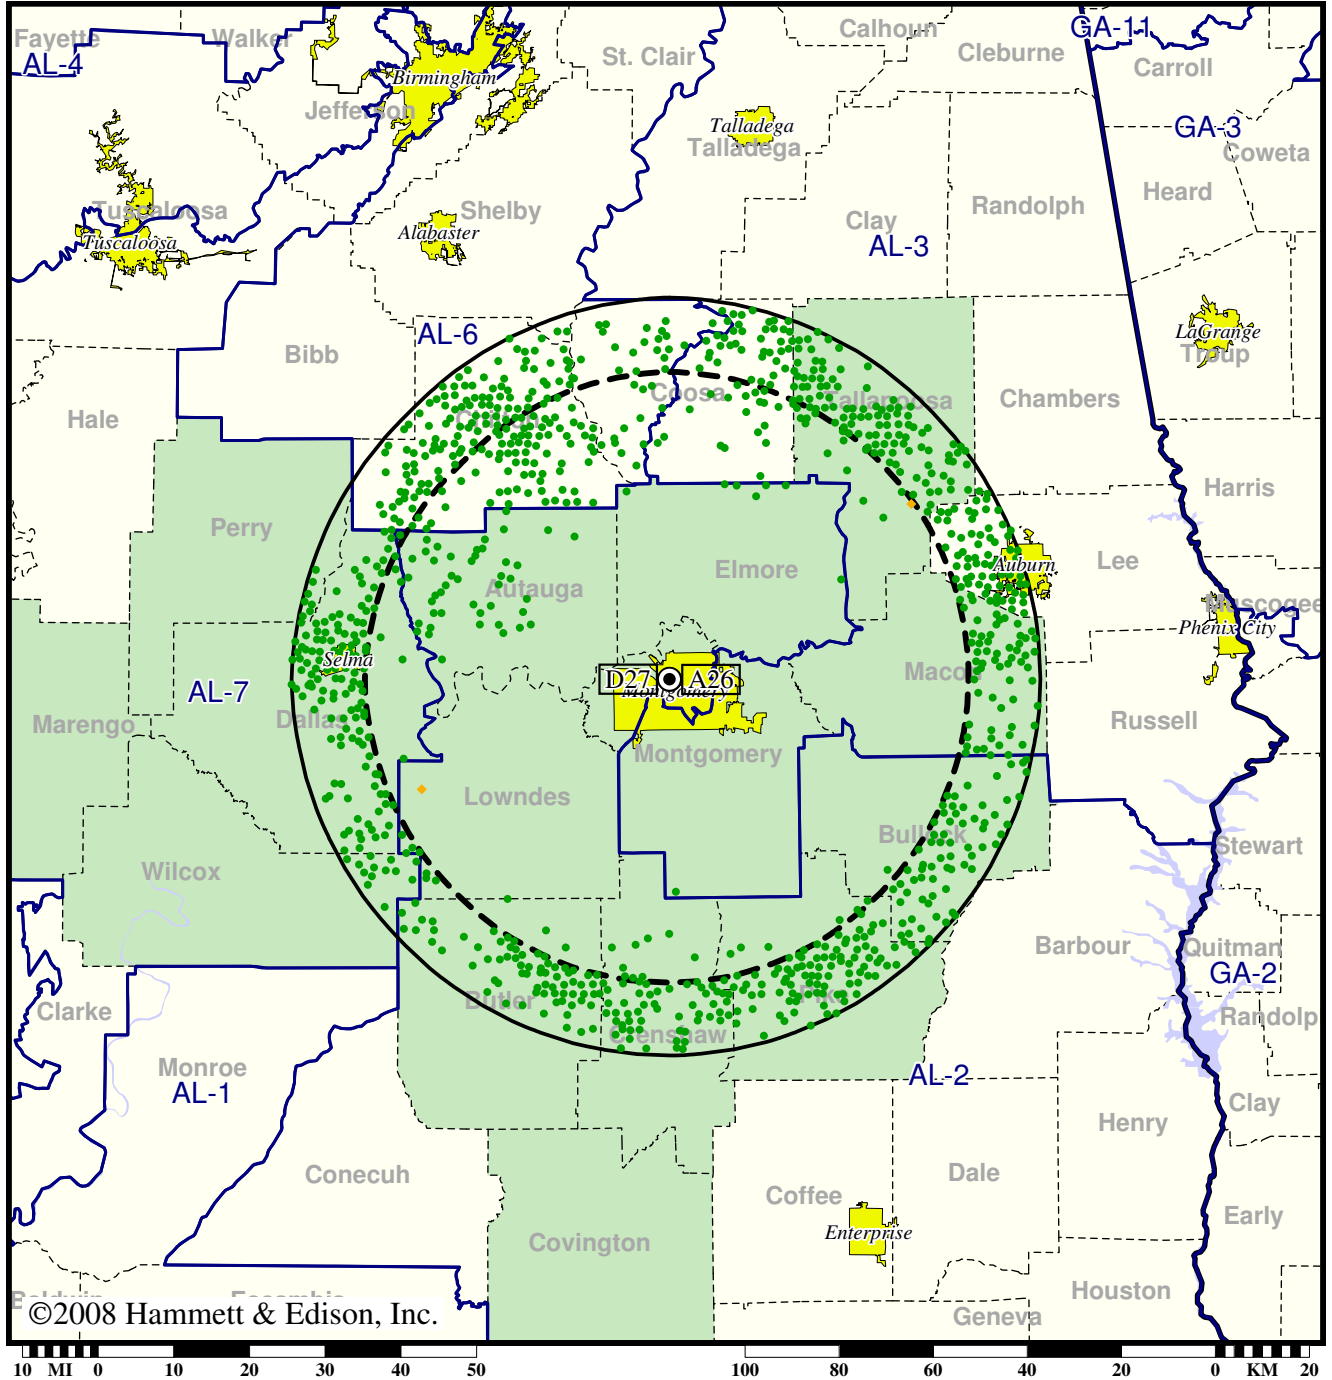 Fayette
Walker
AL-4
Birmingham
Jefferson
St. Clair
Calhoun
Cleburne
GA-11
Carroll
Talladega
Talladega
GA-3
Coweta
Heard
Tuscaloosa
Tuscaloosa
Shelby
Alabaster
Clay
AL-3
Randolph
AL-6
Bibb
LaGrange
Troup
Hale
Coosa
Tallapoosa
Chambers
Harris
Perry
Autauga
Elmore
Auburn
Lee
Muscogee
Phenix City
Selma
D27
A26
Montgomery
Macon
AL-7
Marengo
Dallas
Russell
Montgomery
Lowndes
Bullock
Stewart
Wilcox
Barbour
Quitman
GA-2
Clarke
Butler
Pike
Crenshaw
Randolp
Monroe
AL-1
AL-2
Henry
Clay
Conecuh
Coffee
Dale
Early
Enterprise
Covington
Houston
Geneva
©2008 Hammett & Edison, Inc.
10 MI 0 10 20 30 40 50
100 80 60 40 20 0 KM 20